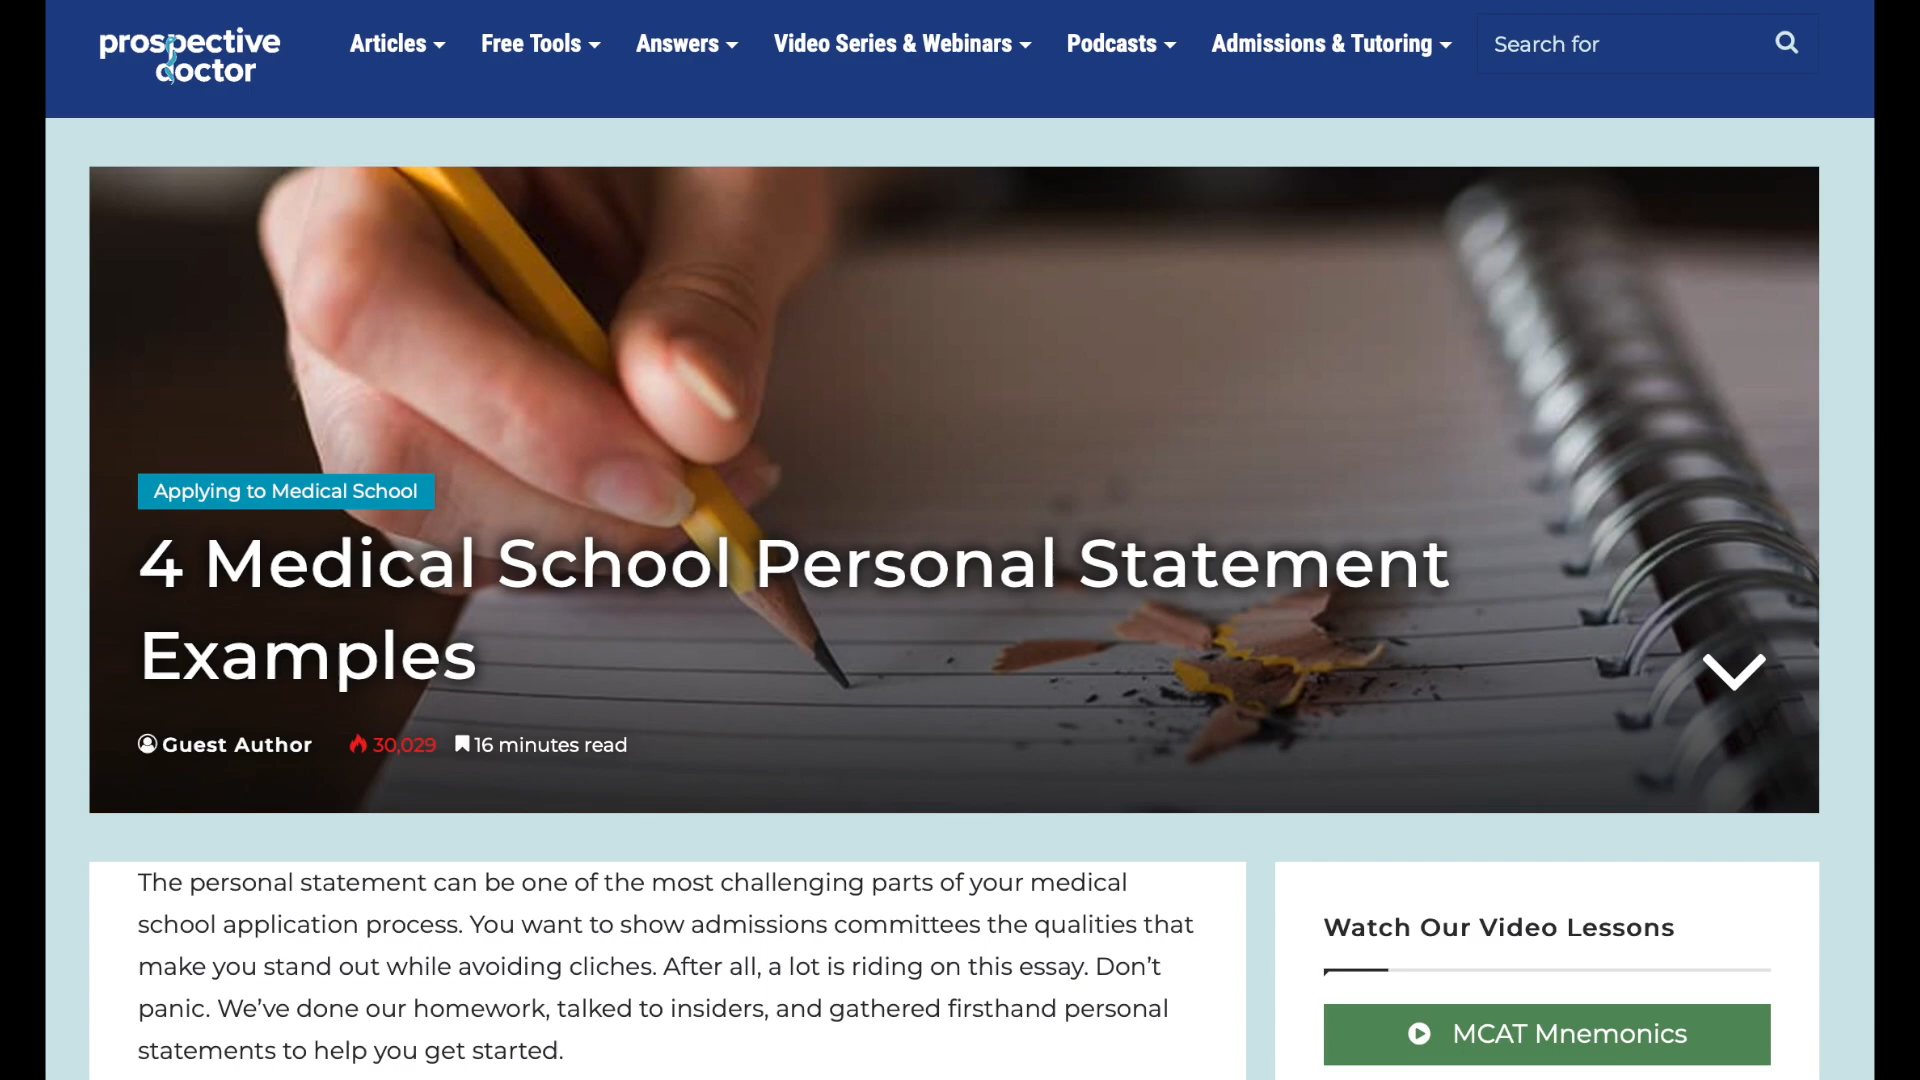 prospective
doctor
Articles
Free Tools
Answers
Video Series & Webinars
Podcasts
Admissions & Tutoring
Search for
Applying to Medical School
4 Medical School Personal Statement
Examples
Guest Author
30,029
16 minutes read
The personal statement can be one of the most challenging parts of your medical
school application process. You want to show admissions committees the qualities that
make you stand out while avoiding cliches. After all, a lot is riding on this essay. Don’t
panic. We’ve done our homework, talked to insiders, and gathered firsthand personal
statements to help you get started.
Watch Our Video Lessons
MCAT Mnemonics